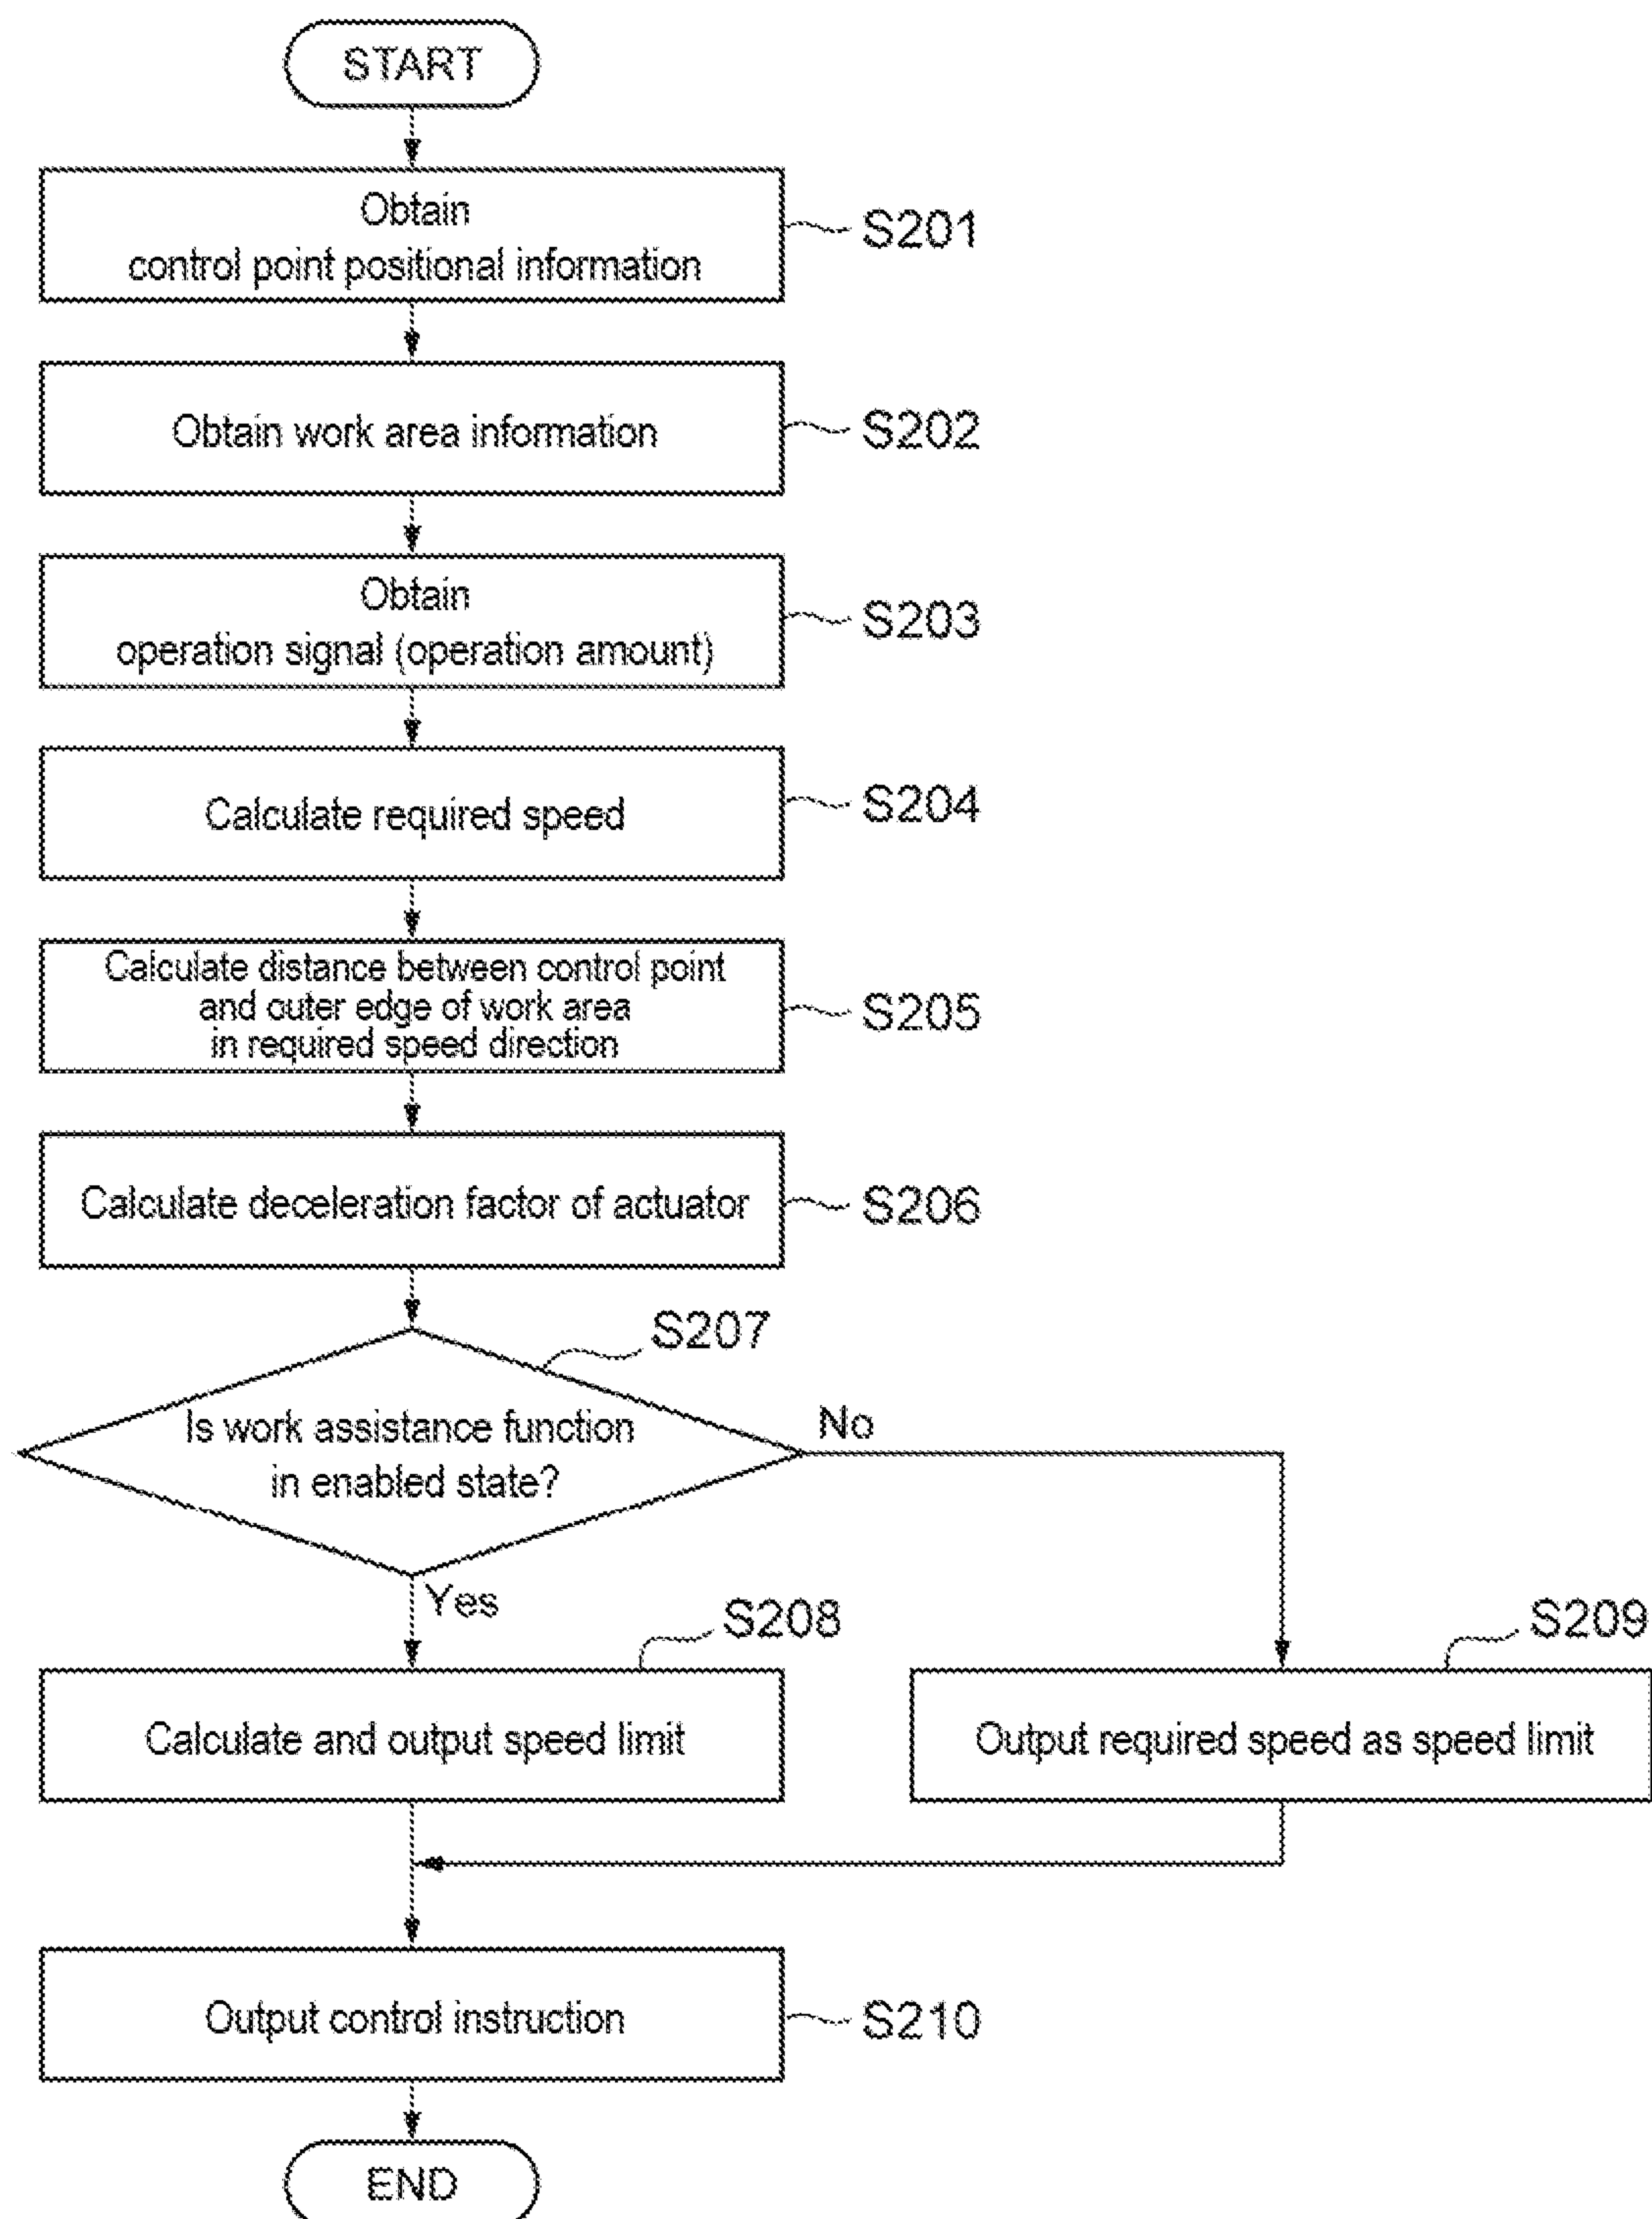 START
Obtain
control point positional information
S201
Obtain work area information
S202
Obtain
operation signal (operation amount)
S203
Calculate required speed
S204
Calculate distance between control point
and outer edge of work area
in required speed direction
S205
Calculate deceleration factor of actuator
S206
S207
Is work assistance function
in enabled state?
No
Yes
S208
Calculate and output speed limit
S209
Output required speed as speed limit
Output control instruction
S210
END